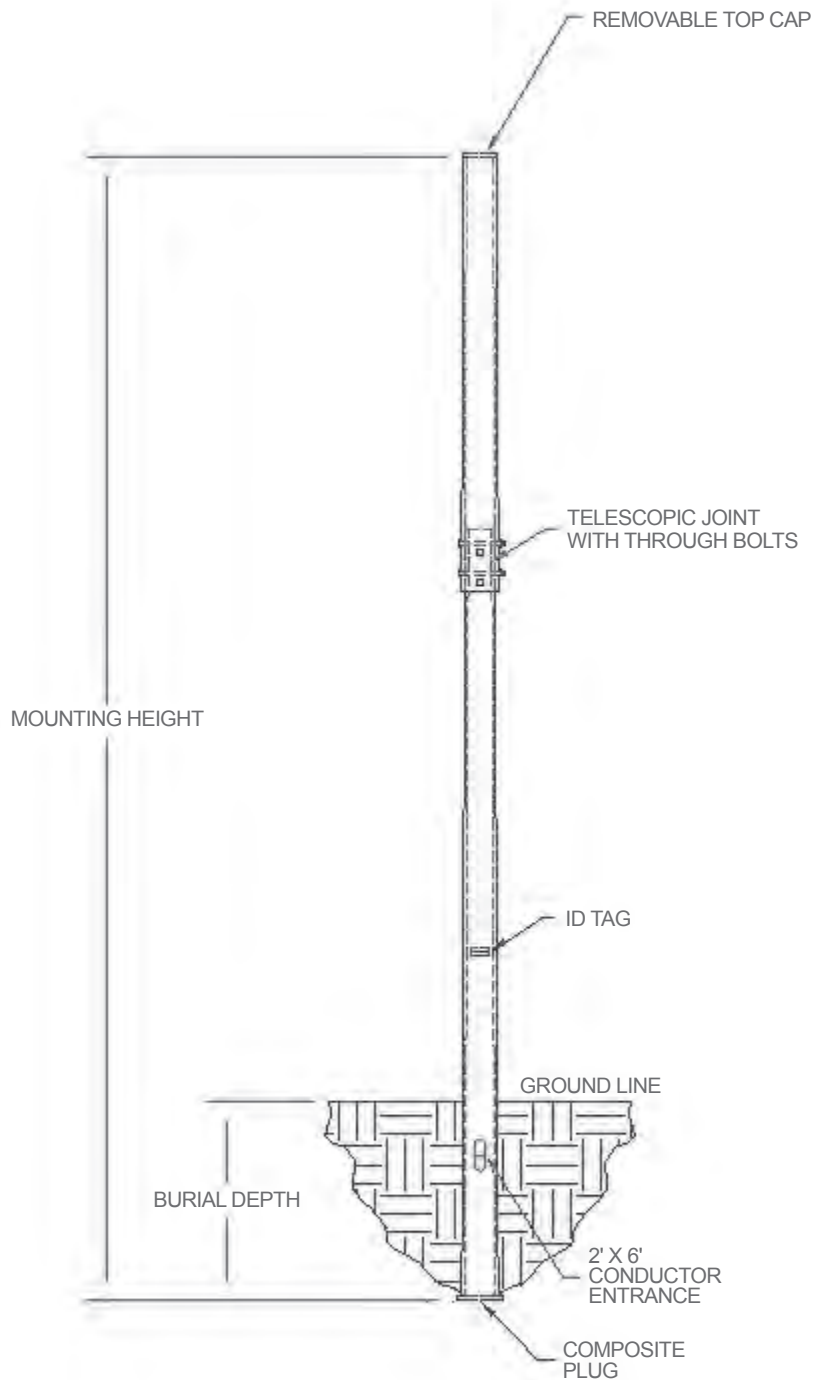 REMOVABLE TOP CAP
TELESCOPIC JOINT
WITH THROUGH BOLTS
MOUNTING HEIGHT
ID TAG
GROUND LINE
BURIAL DEPTH
2' X 6'
CONDUCTOR
ENTRANCE
COMPOSITE
PLUG